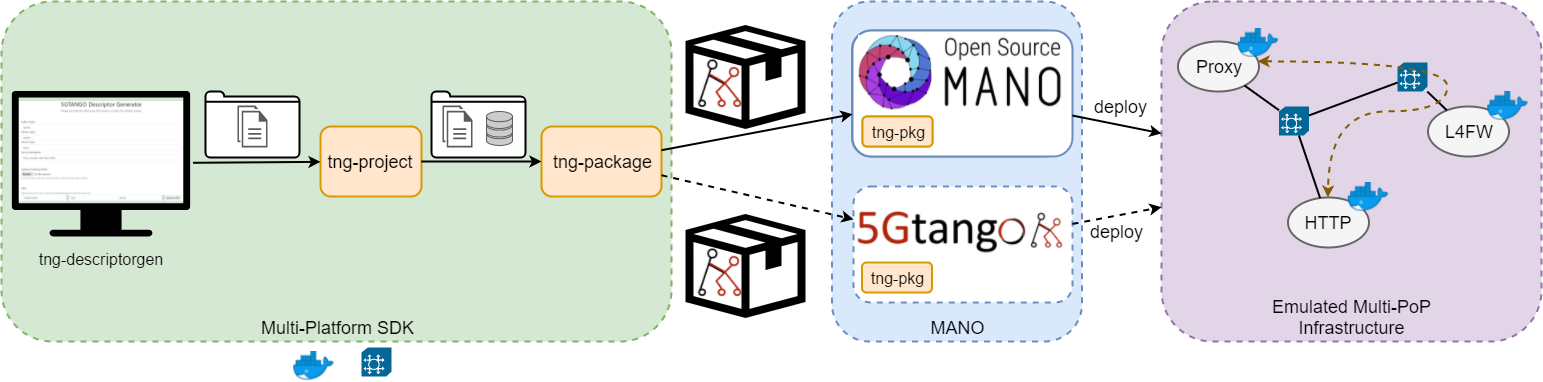 5GTANGO Descriptor Generator
tng-descriptorgen
tng-project
tng-package
Multi-Platform SDK
Open Source
MANO
tng-pkg
5Gtango
tng-pkg
MANO
deploy
deploy
Proxy
L4FW
HTTP
Emulated Multi-PoP
Infrastructure